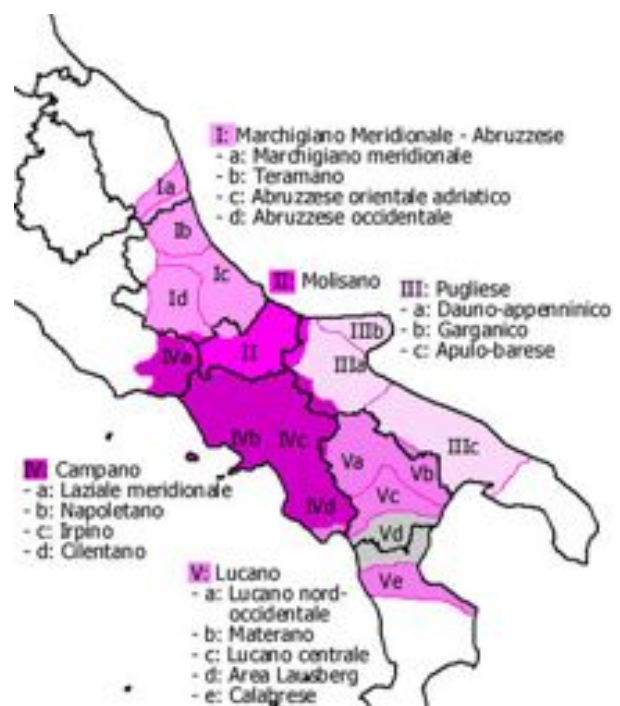 I: Marchigiano Meridionale - Abruzzese
- a: Marchigiano meridionale
- b: Teramano
- c: Abruzzese orientale adriatico
- d: Abruzzese occidentale
Ia
Ib
Ic
Id
II: Molisano
III: Pugliese
- a: Dauno-appenninico
- b: Garganico
- c: Apulo-barese
IIIb
II
IVa
IIIa
IVb
IVc
IIIc
Va
Vb
Vc
IVd
Vd
Ve
IV: Campano
- a: Laziale meridionale
- b: Napoletano
- c: Irpino
- d: Cilentano
V: Lucano
- a: Lucano nord-
occidentale
- b: Materano
- c: Lucano centrale
- d: Area Lausberg
- e: Calabrese